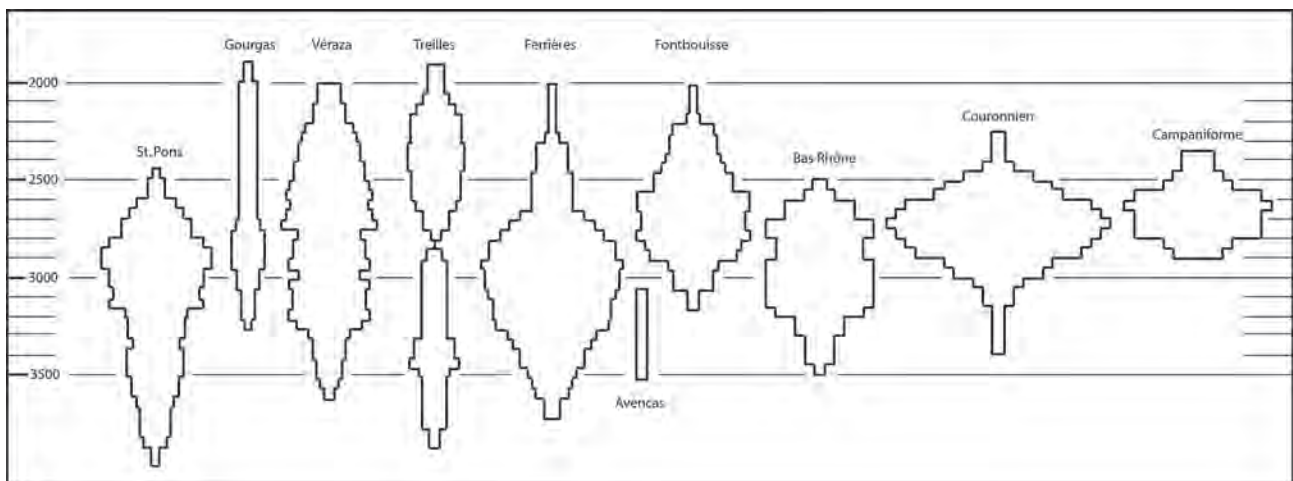 Gourgas
Véraza
Treilles
Ferrières
Fontbouisse
2000
Couronnien
Campaniforme
St.Pons
Bas Rhône
2500
3000
3500
Avencas